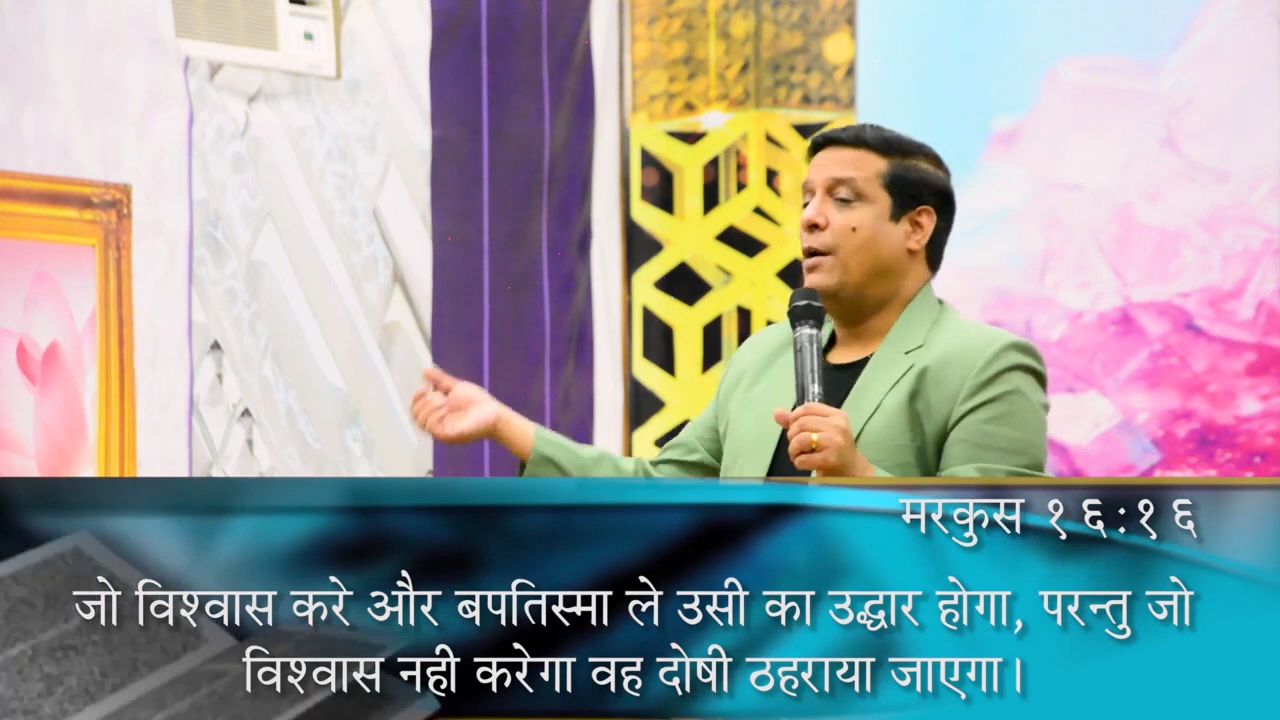 मरकुस १६:१६
जो विश्वास करे और बपतिस्मा ले उसी का उद्धार होगा, परन्तु जो
विश्वास नही करेगा वह दोषी ठहराया जाएगा।